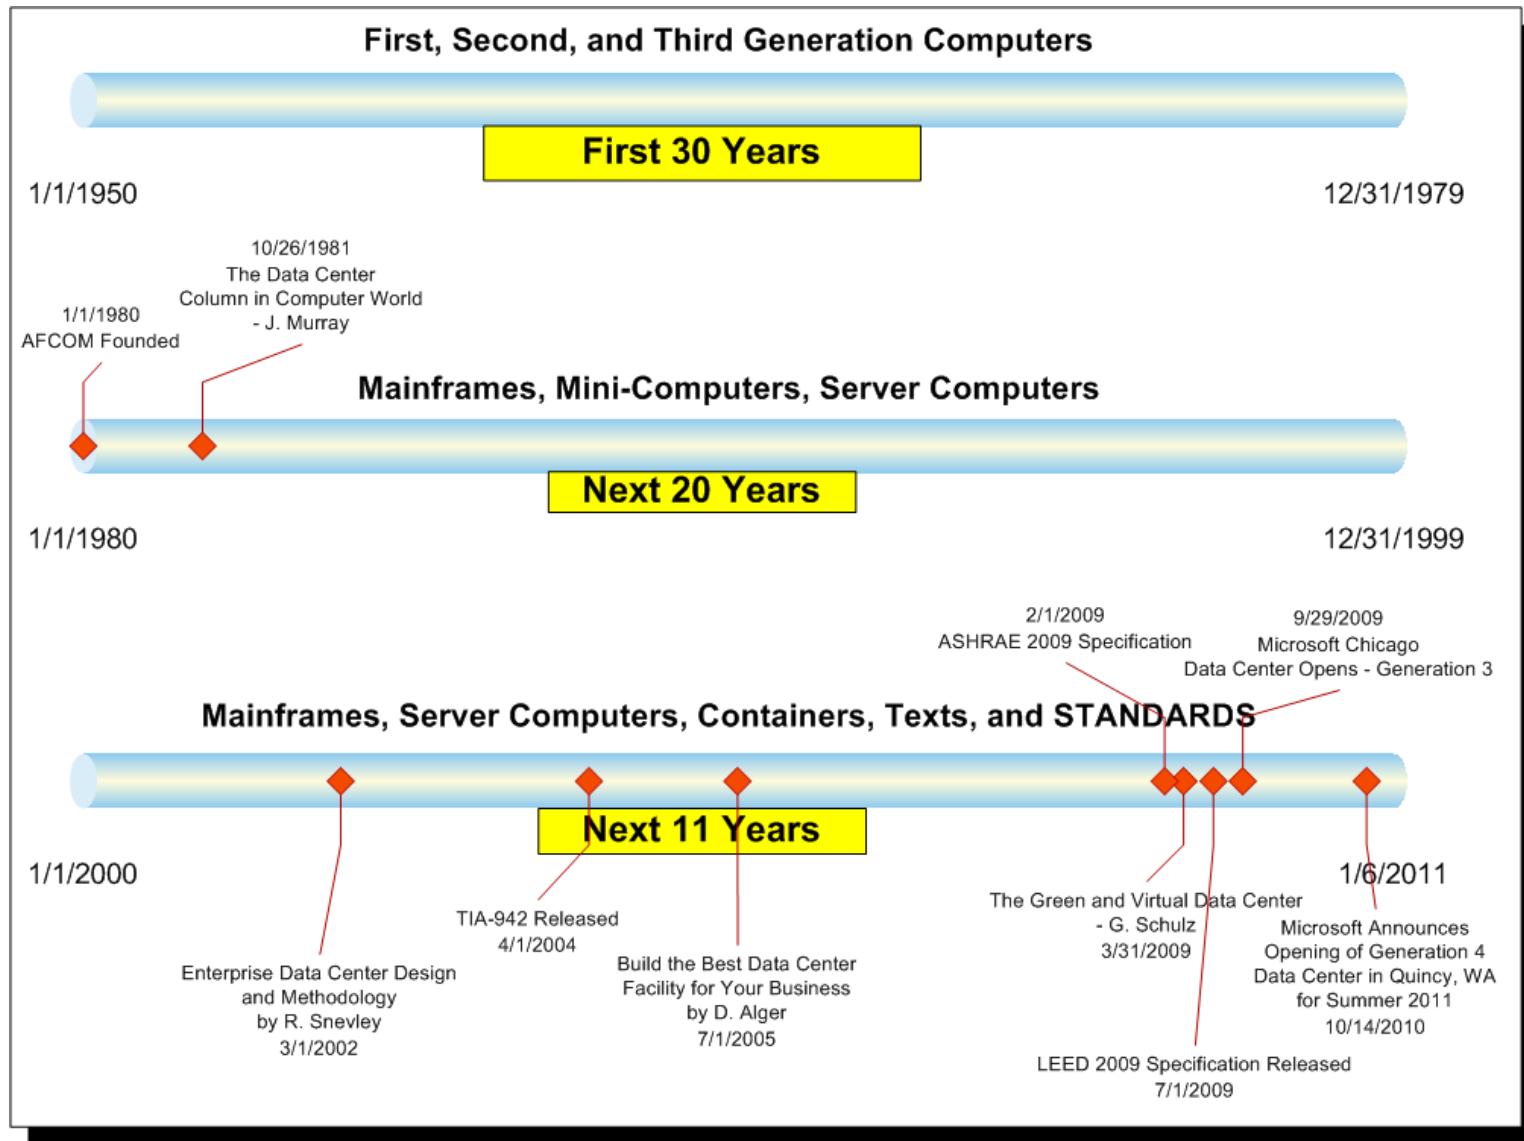 First, Second, and Third Generation Computers
First 30 Years
1/1/1950
12/31/1979
10/26/1981
The Data Center
Column in Computer World
- J. Murray
1/1/1980
AFCOM Founded
Mainframes, Mini-Computers, Server Computers
Next 20 Years
1/1/1980
12/31/1999
2/1/2009
ASHRAE 2009 Specification
9/29/2009
Microsoft Chicago
Data Center Opens - Generation 3
Mainframes, Server Computers, Containers, Texts, and STANDARDS
Next 11 Years
1/1/2000
1/6/2011
Enterprise Data Center Design
and Methodology
by R. Snevley
3/1/2002
TIA-942 Released
4/1/2004
Build the Best Data Center
Facility for Your Business
by D. Alger
7/1/2005
The Green and Virtual Data Center
- G. Schulz
3/31/2009
LEED 2009 Specification Released
7/1/2009
Microsoft Announces
Opening of Generation 4
Data Center in Quincy, WA
for Summer 2011
10/14/2010